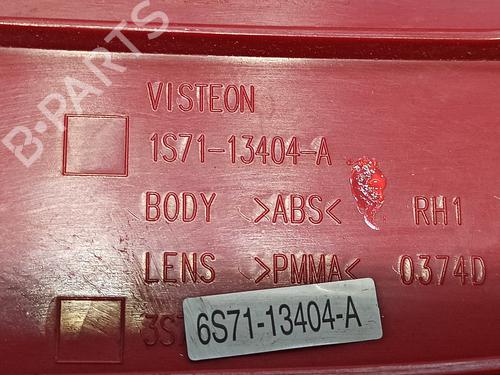 B-PARTS
VISTEON
1S71-13404-A
BODY >ABS< RH1
LENS >PMMA< 0374D
6S71-13404-A